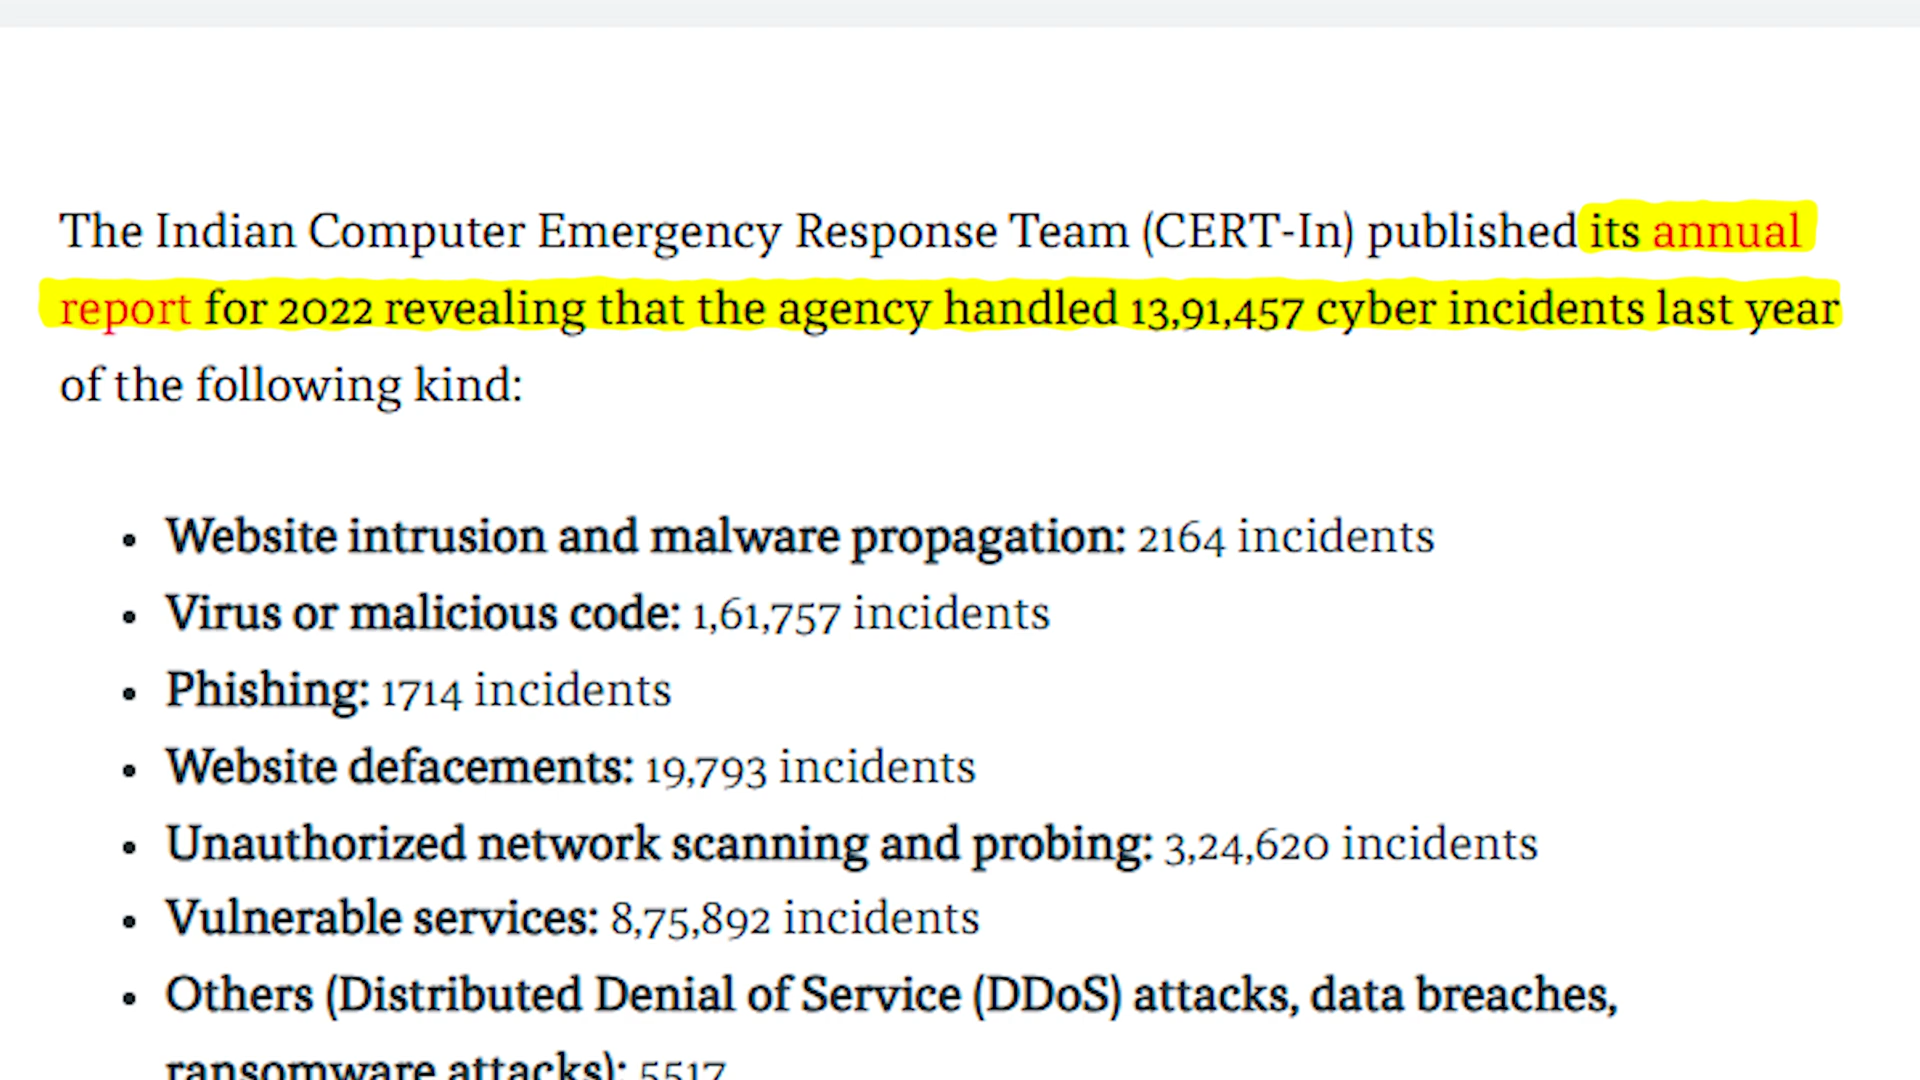 The Indian Computer Emergency Response Team (CERT-In) published its annual
report for 2022 revealing that the agency handled 13,91,457 cyber incidents last year
of the following kind:
• Website intrusion and malware propagation: 2164 incidents
• Virus or malicious code: 1,61,757 incidents
• Phishing: 1714 incidents
• Website defacements: 19,793 incidents
• Unauthorized network scanning and probing: 3,24,620 incidents
• Vulnerable services: 8,75,892 incidents
• Others (Distributed Denial of Service (DDoS) attacks, data breaches,
ransomware attacks): 5517